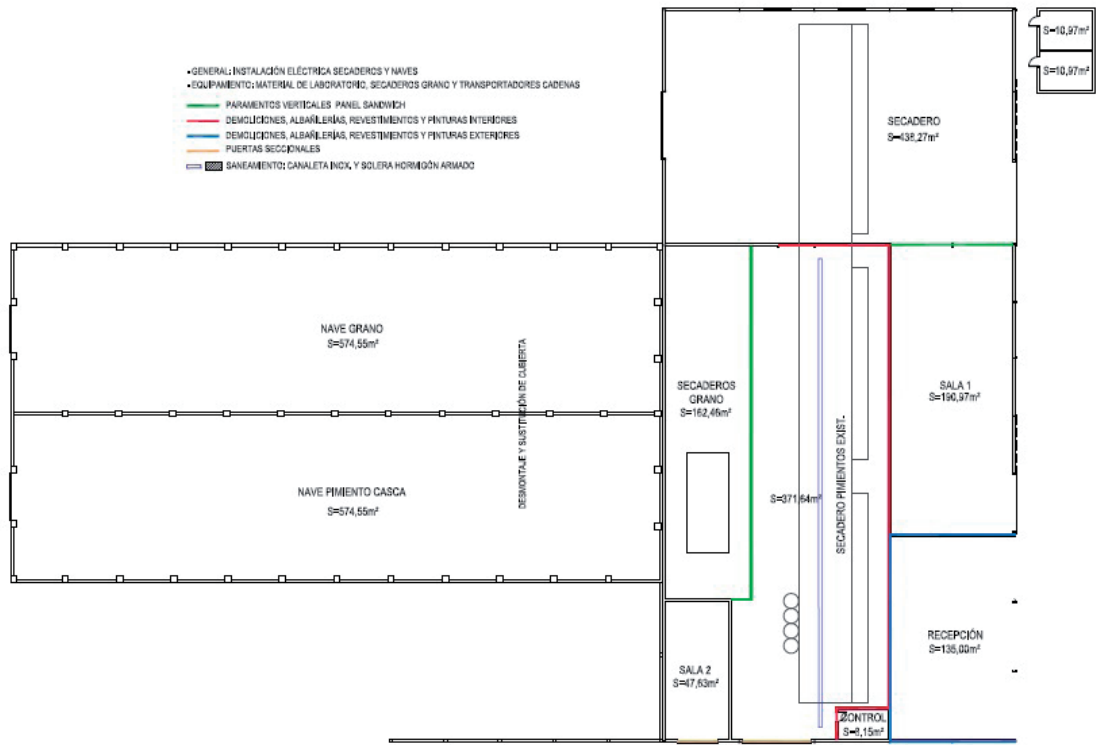 •GENERAL: INSTALACIÓN ELÉCTRICA SECADEROS Y NAVES
•EQUIPAMIENTO: MATERIAL DE LABORATORIO, SECADEROS GRANO Y TRANSPORTADORES CADENAS
PARAMENTOS VERTICALES PANEL SANDWICH
DEMOLICIONES, ALBAÑILERÍAS, REVESTIMIENTOS Y PINTURAS INTERIORES
DEMOLICIONES, ALBAÑILERÍAS, REVESTIMIENTOS Y PINTURAS EXTERIORES
PUERTAS SECCIONALES
SANEAMIENTO: CANALETA INOX. Y SOLERA HORMIGÓN ARMADO
S=10,97m²
S=10,97m²
SECADERO
S=438,27m²
NAVE GRANO
S=574,55m²
NAVE PIMIENTO CASCA
S=574,55m²
DESMONTAJE Y SUSTITUCIÓN DE CUBIERTA
SECADEROS
GRANO
S=162,46m²
S=371,64m²
SECADERO PIMIENTOS EXIST.
SALA 1
S=190,97m²
RECEPCIÓN
S=135,00m²
SALA 2
S=47,63m²
CONTROL
S=8,15m²